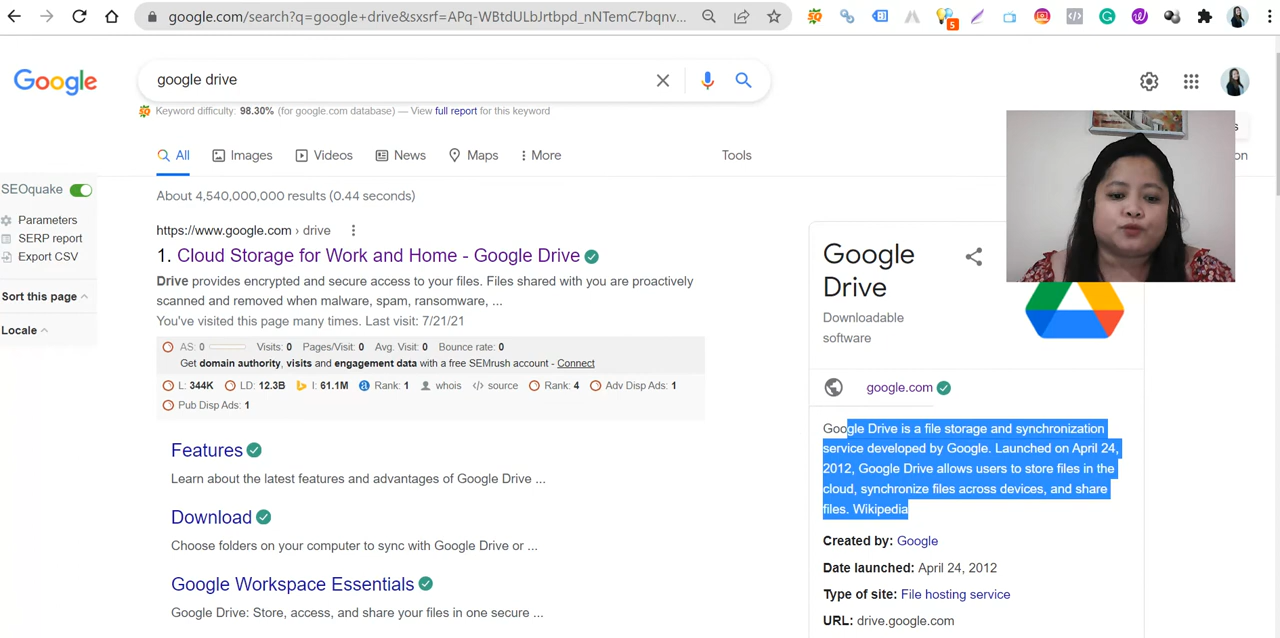 google.com/search?q=google+drive&sxsrf=APq-WBtdULbJrtbpd_nNTemC7bqnv...
5
Google
google drive
Keyword difficulty: 98.30% (for google.com database) — View full report for this keyword
All Images Videos News Maps More Tools
SEOquake
Parameters
SERP report
Export CSV
Sort this page
Locale
About 4,540,000,000 results (0.44 seconds)
https://www.google.com › drive
1. Cloud Storage for Work and Home - Google Drive
Drive provides encrypted and secure access to your files. Files shared with you are proactively
scanned and removed when malware, spam, ransomware, ...
You've visited this page many times. Last visit: 7/21/21
AS: 0 Visits: 0 Pages/Visit: 0 Avg. Visit: 0 Bounce rate: 0
Get domain authority, visits and engagement data with a free SEMrush account - Connect
L: 344K LD: 12.3B I: 61.1M Rank: 1 whois source Rank: 4 Adv Disp Ads: 1
Pub Disp Ads: 1
Features
Learn about the latest features and advantages of Google Drive ...
Download
Choose folders on your computer to sync with Google Drive or ...
Google Workspace Essentials
Google Drive: Store, access, and share your files in one secure ...
s
on
Google
Drive
Downloadable
software
google.com
Google Drive is a file storage and synchronization
service developed by Google. Launched on April 24,
2012, Google Drive allows users to store files in the
cloud, synchronize files across devices, and share
files. Wikipedia
Created by: Google
Date launched: April 24, 2012
Type of site: File hosting service
URL: drive.google.com